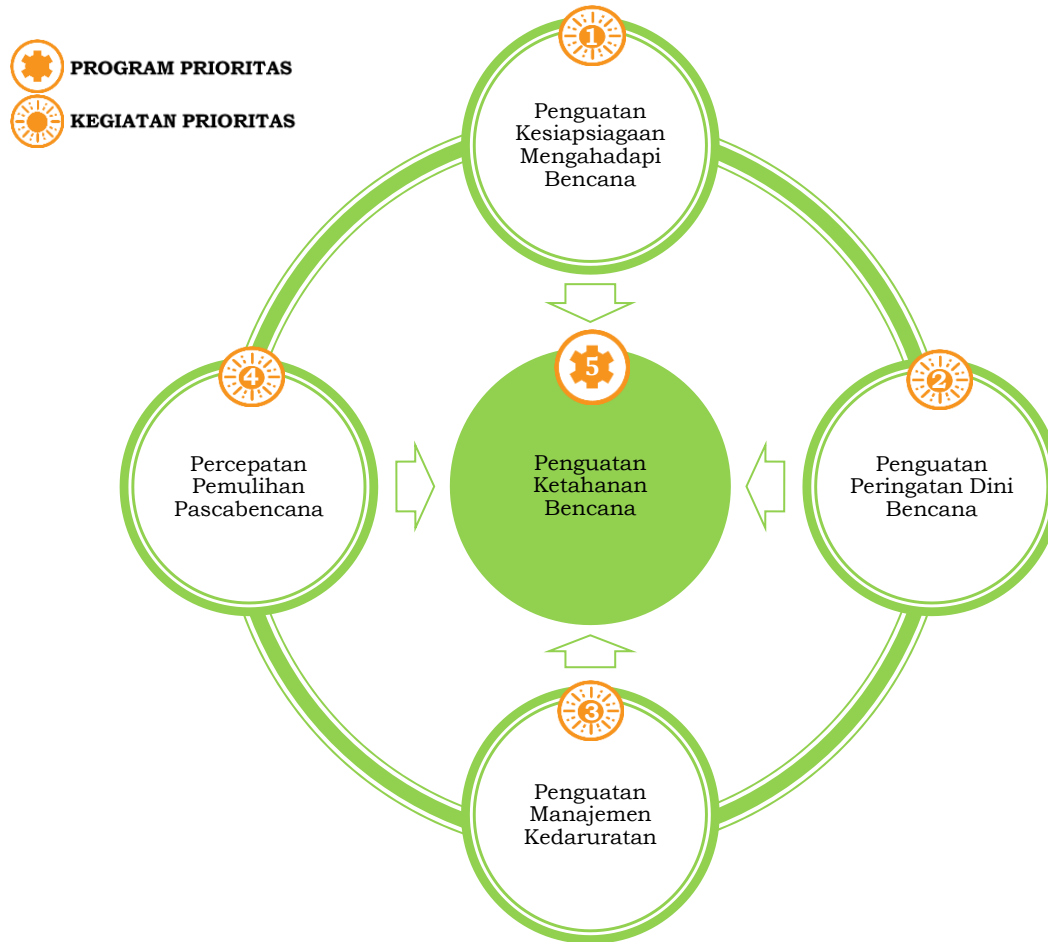 PROGRAM PRIORITAS
KEGIATAN PRIORITAS
1
Penguatan
Kesiapsiagaan
Mengahadapi
Bencana
4
Percepatan
Pemulihan
Pascabencana
5
Penguatan
Ketahanan
Bencana
2
Penguatan
Peringatan Dini
Bencana
3
Penguatan
Manajemen
Kedaruratan